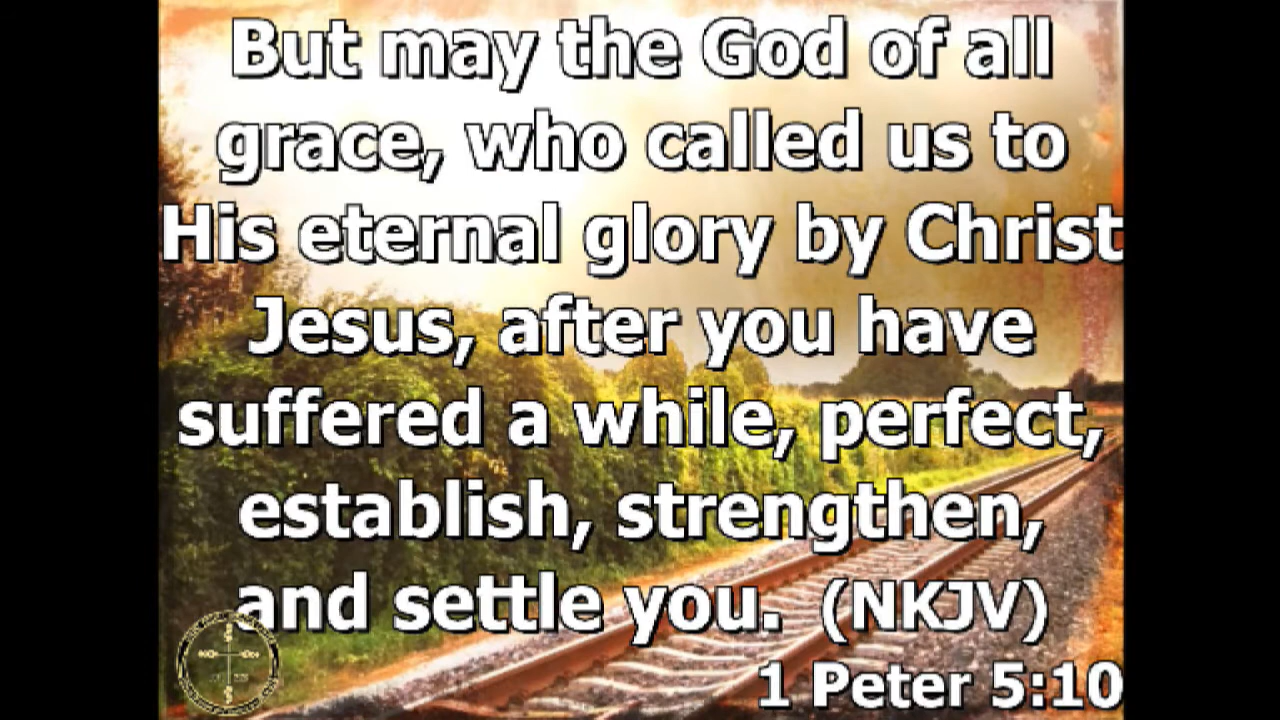 But may the God of all
grace, who called us to
His eternal glory by Christ
Jesus, after you have
suffered a while, perfect,
establish, strengthen,
and settle you. (NKJV)
1 Peter 5:10